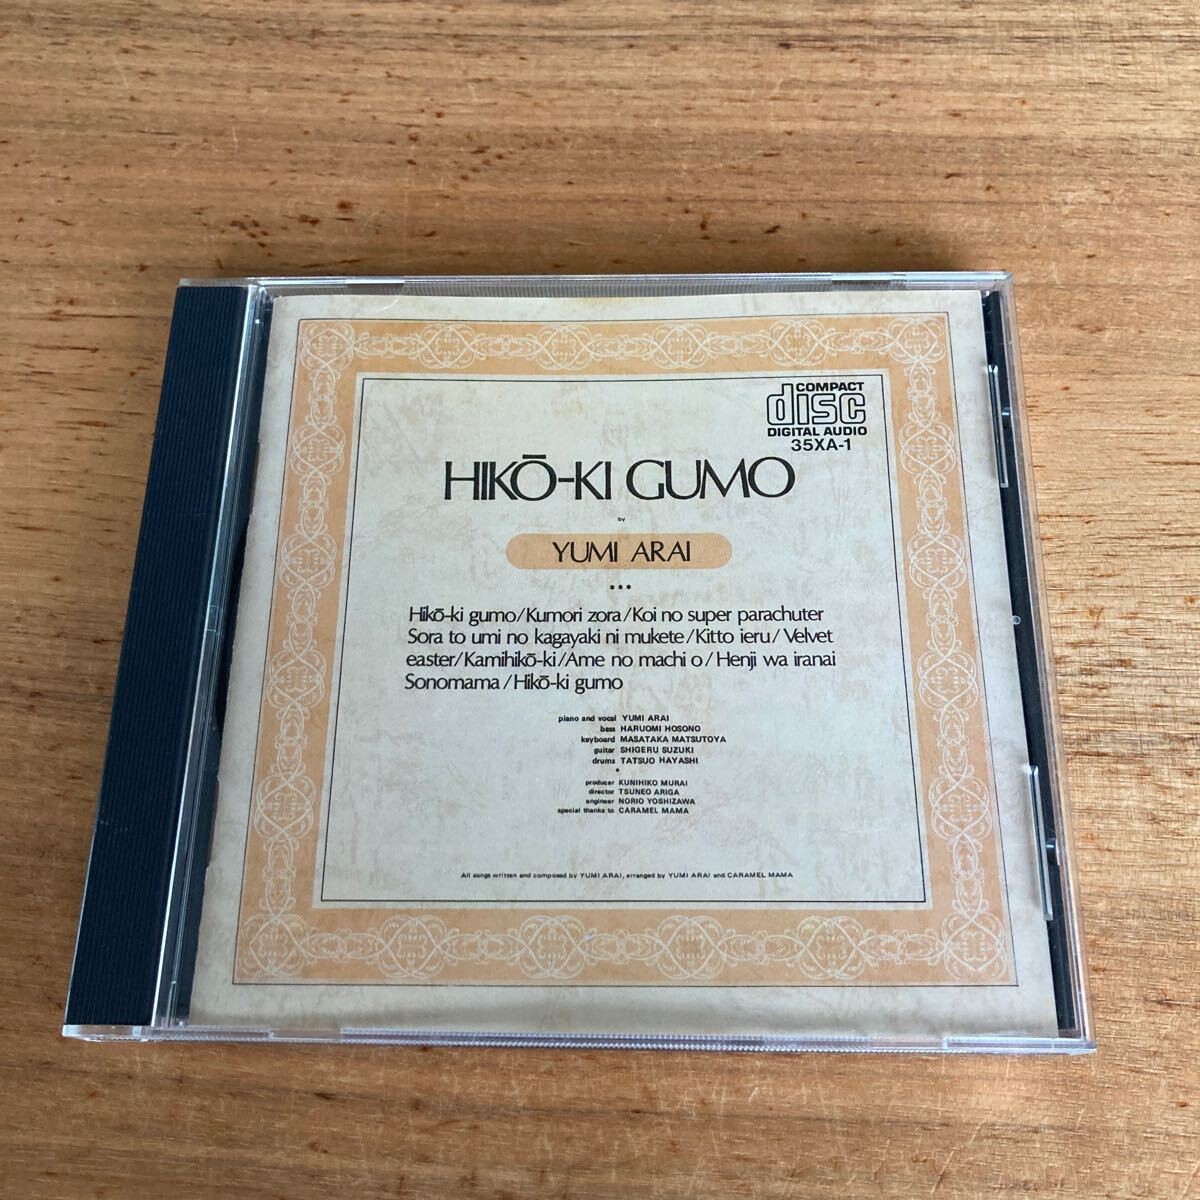 COMPACT
disc
DIGITAL AUDIO
35XA-1
HIKŌ-KI GUMO
by
YUMI ARAI
***
Hikō-ki gumo/Kumori zora/Koi no super parachuter
Sora to umi no kagayaki ni mukete/Kitto ieru/Velvet
easter/Kamihikō-ki/Ame no machi o/Henji wa iranai
Sonomama/Hikō-ki gumo
piano and vocal YUMI ARAI
bass HARUOMI HOSONO
keyboard MASATAKA MATSUTOYA
guitar SHIGERU SUZUKI
drums TATSUO HAYASHI
*
producer KUNIHIKO MURAI
director TSUNEO ARIGA
engineer NORIO YOSHIZAWA
special thanks to CARAMEL MAMA
All songs written and composed by YUMI ARAI, arranged by YUMI ARAI and CARAMEL MAMA